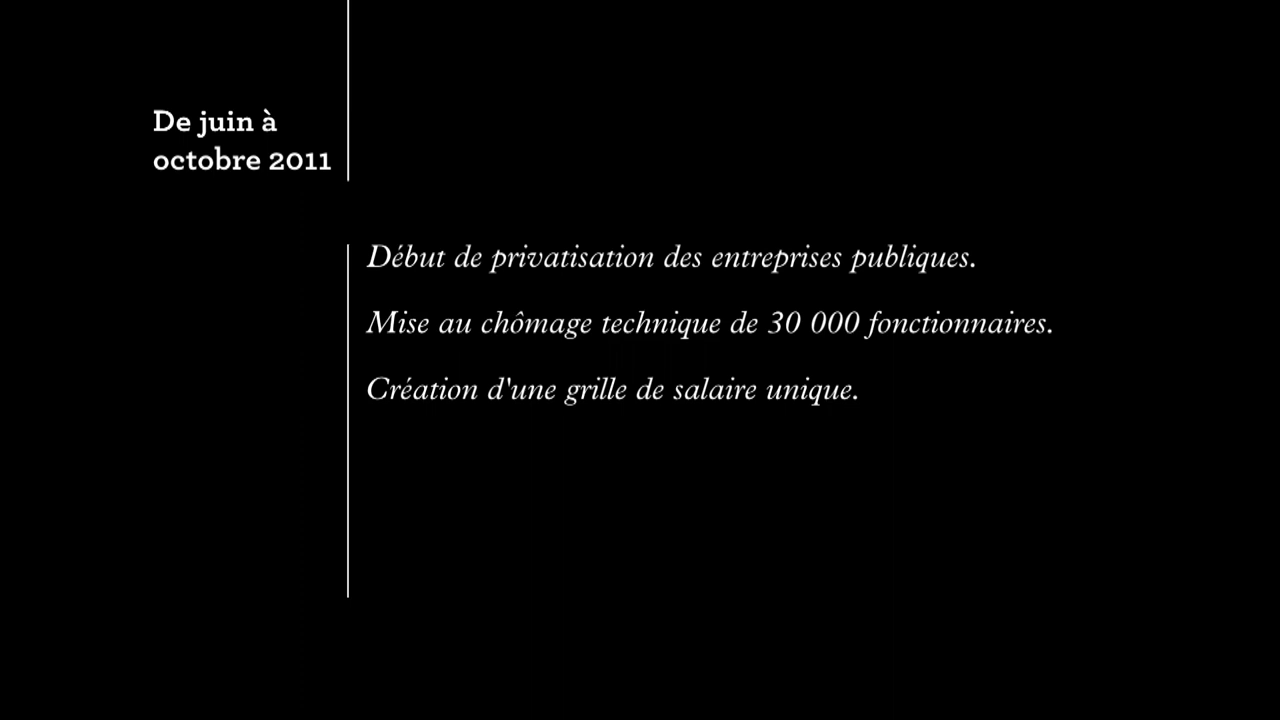 De juin à
octobre 2011
Début de privatisation des entreprises publiques.
Mise au chômage technique de 30 000 fonctionnaires.
Création d'une grille de salaire unique.